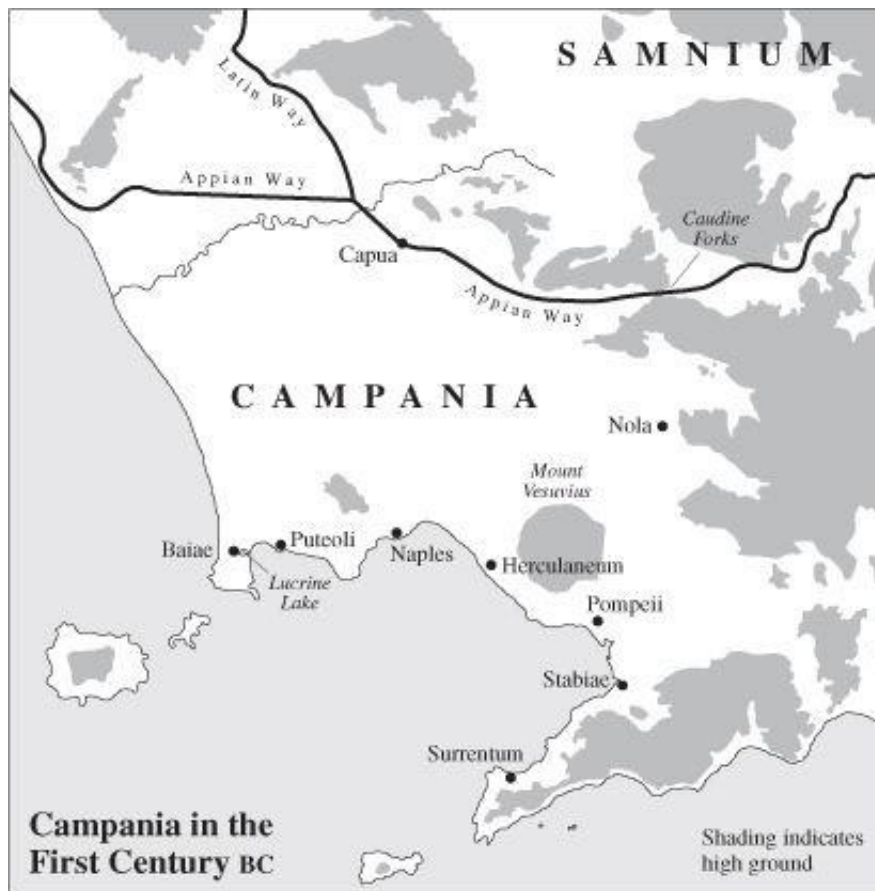 SAMNIUM
Latin Way
Appian Way
Caudine
Forks
Capua
Appian Way
CAMPANIA
Nola
Mount
Vesuvius
Baiae
Puteoli
Naples
Herculaneum
Lucrine
Lake
Pompeii
Stabiae
Surrentum
Campania in the
First Century BC
Shading indicates
high ground